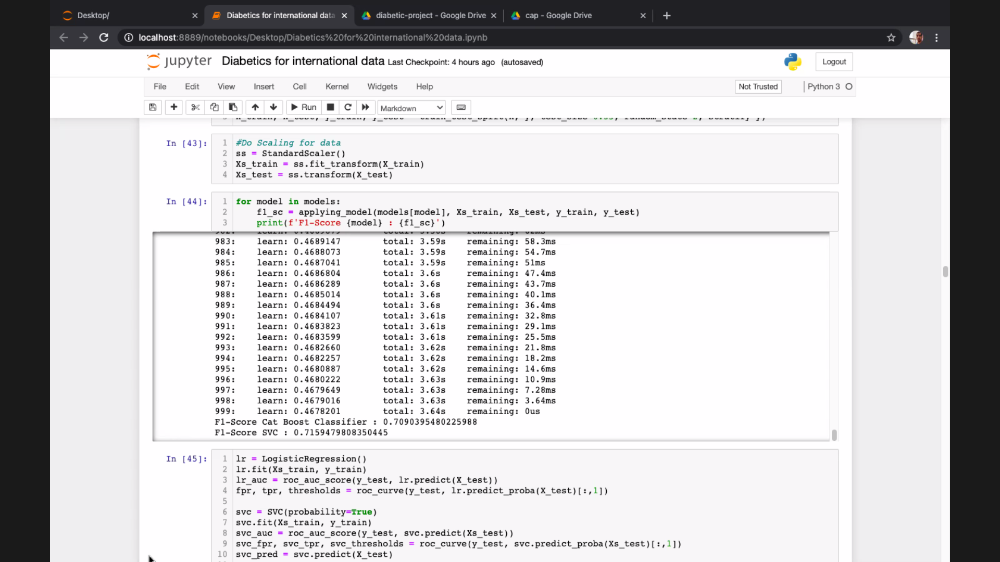 Desktop/
Diabetics for international data
diabetic-project - Google Drive
cap - Google Drive
localhost:8889/notebooks/Desktop/Diabetics%20for%20international%20data.ipynb
jupyter Diabetics for international data Last Checkpoint: 4 hours ago (autosaved)
Logout
File Edit View Insert Cell Kernel Widgets Help
Not Trusted
Python 3
Run
Markdown
In [43]:
1 #Do Scaling for data
2 ss = StandardScaler()
3 Xs_train = ss.fit_transform(X_train)
4 Xs_test = ss.transform(X_test)
In [44]:
1 for model in models:
2     f1_sc = applying_model(models[model], Xs_train, Xs_test, y_train, y_test)
3     print(f'F1-Score {model} : {f1_sc}')
983: learn: 0.4689147 total: 3.59s remaining: 58.3ms
984: learn: 0.4688073 total: 3.59s remaining: 54.7ms
985: learn: 0.4687041 total: 3.59s remaining: 51ms
986: learn: 0.4686804 total: 3.6s remaining: 47.4ms
987: learn: 0.4686289 total: 3.6s remaining: 43.7ms
988: learn: 0.4685014 total: 3.6s remaining: 40.1ms
989: learn: 0.4684494 total: 3.6s remaining: 36.4ms
990: learn: 0.4684107 total: 3.61s remaining: 32.8ms
991: learn: 0.4683823 total: 3.61s remaining: 29.1ms
992: learn: 0.4683599 total: 3.61s remaining: 25.5ms
993: learn: 0.4682660 total: 3.62s remaining: 21.8ms
994: learn: 0.4682257 total: 3.62s remaining: 18.2ms
995: learn: 0.4680887 total: 3.62s remaining: 14.6ms
996: learn: 0.4680222 total: 3.63s remaining: 10.9ms
997: learn: 0.4679649 total: 3.63s remaining: 7.28ms
998: learn: 0.4679016 total: 3.63s remaining: 3.64ms
999: learn: 0.4678201 total: 3.64s remaining: 0us
F1-Score Cat Boost Classifier : 0.7090395480225988
F1-Score SVC : 0.7159479808350445
In [45]:
1 lr = LogisticRegression()
2 lr.fit(Xs_train, y_train)
3 lr_auc = roc_auc_score(y_test, lr.predict(X_test))
4 fpr, tpr, thresholds = roc_curve(y_test, lr.predict_proba(X_test)[:,1])
5
6 svc = SVC(probability=True)
7 svc.fit(Xs_train, y_train)
8 svc_auc = roc_auc_score(y_test, svc.predict(Xs_test))
9 svc_fpr, svc_tpr, svc_thresholds = roc_curve(y_test, svc.predict_proba(Xs_test)[:,1])
10 svc_pred = svc.predict(X_test)